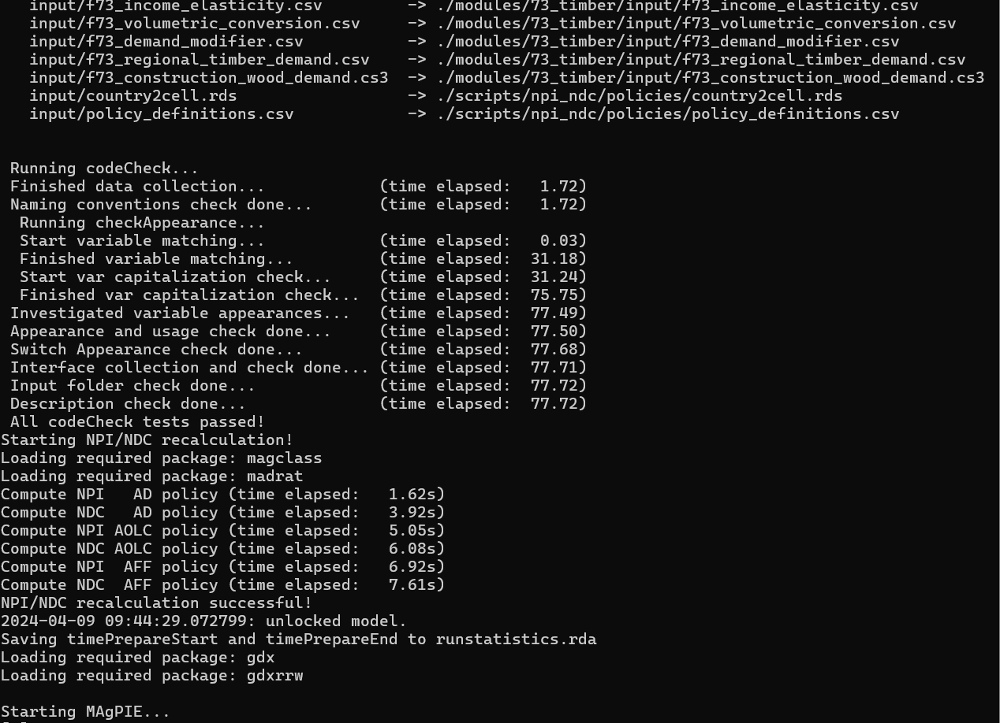 input/f73_income_elasticity.csv -> ./modules/73_timber/input/f73_income_elasticity.csv
input/f73_volumetric_conversion.csv -> ./modules/73_timber/input/f73_volumetric_conversion.csv
input/f73_demand_modifier.csv -> ./modules/73_timber/input/f73_demand_modifier.csv
input/f73_regional_timber_demand.csv -> ./modules/73_timber/input/f73_regional_timber_demand.csv
input/f73_construction_wood_demand.cs3 -> ./modules/73_timber/input/f73_construction_wood_demand.cs3
input/country2cell.rds -> ./scripts/npi_ndc/policies/country2cell.rds
input/policy_definitions.csv -> ./scripts/npi_ndc/policies/policy_definitions.csv
Running codeCheck...
Finished data collection... (time elapsed: 1.72)
Naming conventions check done... (time elapsed: 1.72)
Running checkAppearance...
Start variable matching... (time elapsed: 0.03)
Finished variable matching... (time elapsed: 31.18)
Start var capitalization check... (time elapsed: 31.24)
Finished var capitalization check... (time elapsed: 75.75)
Investigated variable appearances... (time elapsed: 77.49)
Appearance and usage check done... (time elapsed: 77.50)
Switch Appearance check done... (time elapsed: 77.68)
Interface collection and check done... (time elapsed: 77.71)
Input folder check done... (time elapsed: 77.72)
Description check done... (time elapsed: 77.72)
All codeCheck tests passed!
Starting NPI/NDC recalculation!
Loading required package: magclass
Loading required package: madrat
Compute NPI AD policy (time elapsed: 1.62s)
Compute NDC AD policy (time elapsed: 3.92s)
Compute NPI AOLC policy (time elapsed: 5.05s)
Compute NDC AOLC policy (time elapsed: 6.08s)
Compute NPI AFF policy (time elapsed: 6.92s)
Compute NDC AFF policy (time elapsed: 7.61s)
NPI/NDC recalculation successful!
2024-04-09 09:44:29.072799: unlocked model.
Saving timePrepareStart and timePrepareEnd to runstatistics.rda
Loading required package: gdx
Loading required package: gdxrrw
Starting MAgPIE...